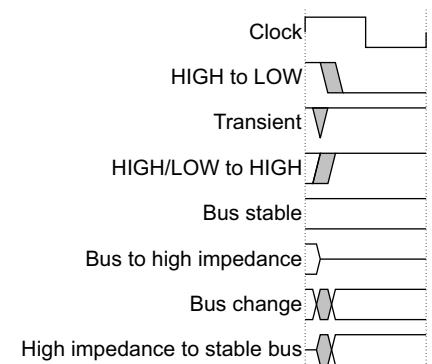 Clock
HIGH to LOW
Transient
HIGH/LOW to HIGH
Bus stable
Bus to high impedance
Bus change
High impedance to stable bus